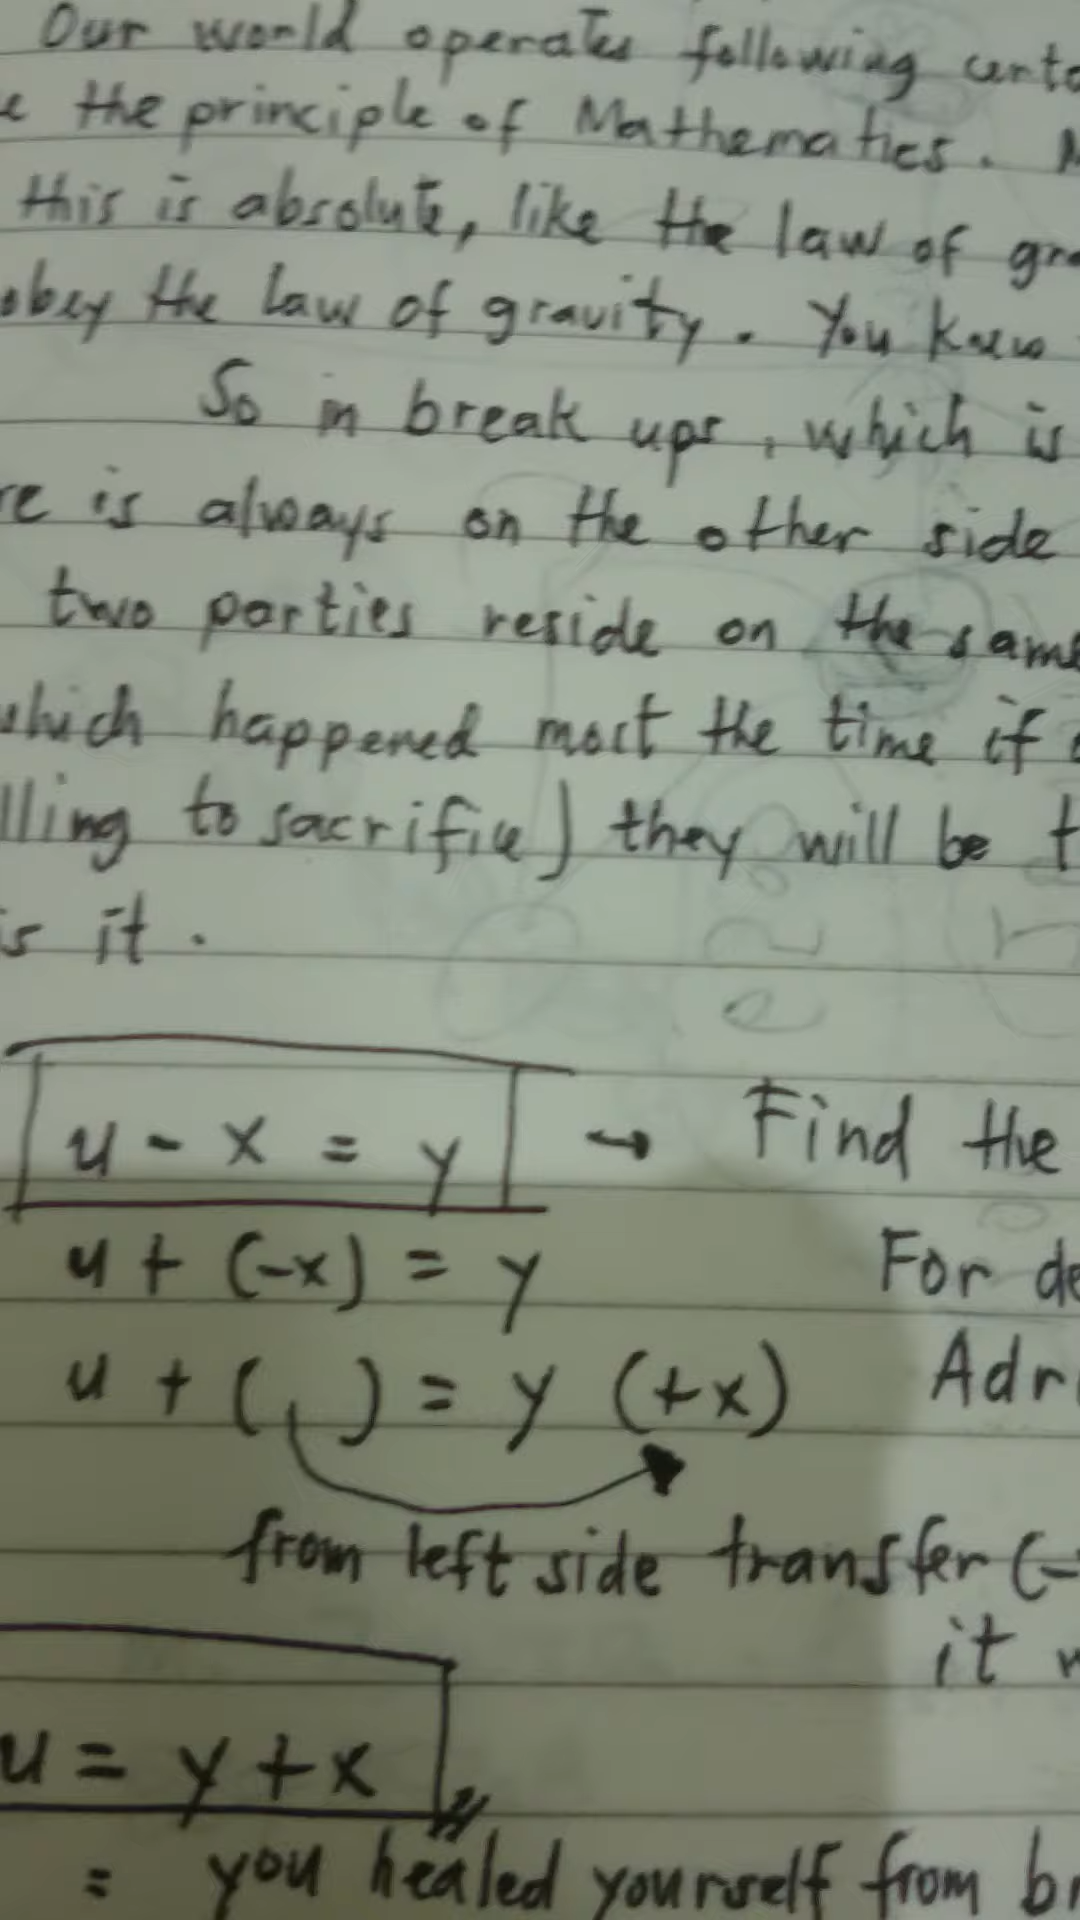 Our world operates following
the principle of Mathematics.
this is absolute, like the law of
obey the law of gravity. You know
So in break ups, which is
is always on the other side
two parties reside on the same
which happened most the time if
to sacrifice) they will be
it.
u - x = y → Find the
u + (-x) = y For
u + ( ) = y (+x)
from left side transfer (-
it
u = y + x
= you healed yourself from